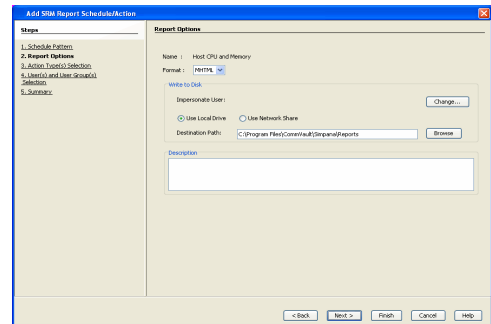 Add SRM Report Schedule/Action
Steps
1. Schedule Pattern
2. Report Options
3. Action Type(s) Selection
4. User(s) and User Group(s)
Selection
5. Summary
Report Options
Name : Host CPU and Memory
Format : MHTML
Write to Disk
Impersonate User: Change...
Use Local Drive Use Network Share
Destination Path: C:\Program Files\CommVault\Simpana\Reports Browse
Description
< Back Next > Finish Cancel Help